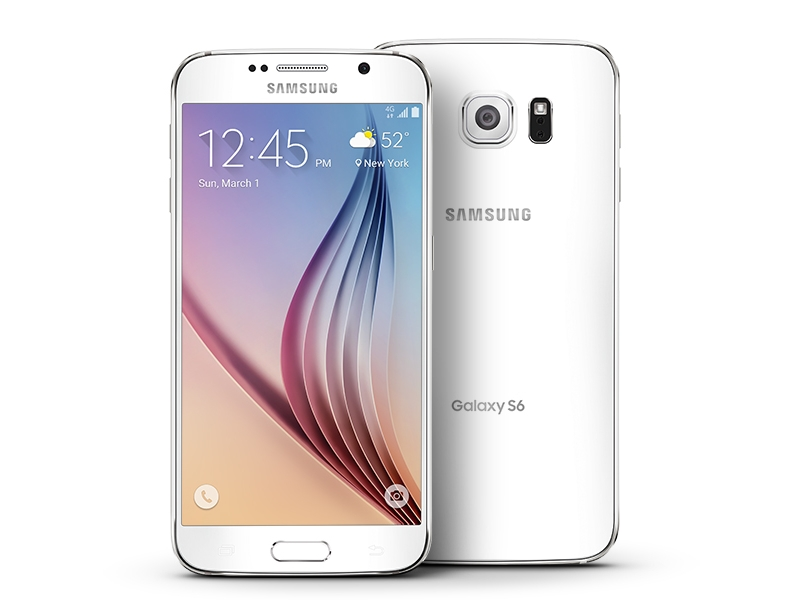 SAMSUNG
4G
12:45 PM
52°
New York
Sun, March 1
SAMSUNG
Galaxy S6